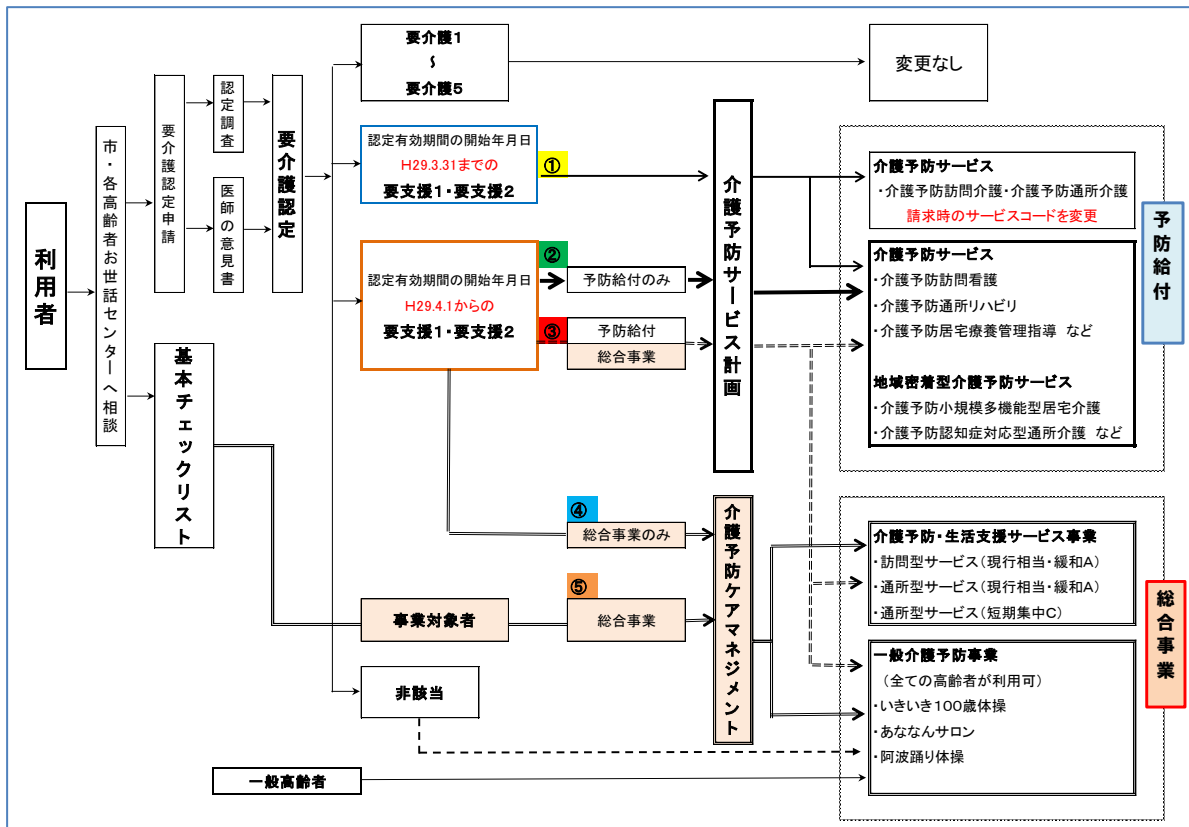 利用者
市・各高齢者お世話センターへ相談
要介護認定申請
認定調査
医師の意見書
要介護認定
基本チェックリスト
要介護1
～
要介護5
変更なし
認定有効期間の開始年月日
H29.3.31までの
要支援1・要支援2
①
認定有効期間の開始年月日
H29.4.1からの
要支援1・要支援2
②
予防給付のみ
③
予防給付
総合事業
介護予防サービス計画
介護予防サービス
・介護予防訪問介護・介護予防通所介護
請求時のサービスコードを変更
介護予防サービス
・介護予防訪問看護
・介護予防通所リハビリ
・介護予防居宅療養管理指導 など
地域密着型介護予防サービス
・介護予防小規模多機能型居宅介護
・介護予防認知症対応型通所介護 など
予防給付
④
総合事業のみ
⑤
事業対象者
総合事業
介護予防ケアマネジメント
介護予防・生活支援サービス事業
・訪問型サービス(現行相当・緩和A)
・通所型サービス(現行相当・緩和A)
・通所型サービス(短期集中C)
一般介護予防事業
(全ての高齢者が利用可)
・いきいき100歳体操
・あななんサロン
・阿波踊り体操
総合事業
非該当
一般高齢者